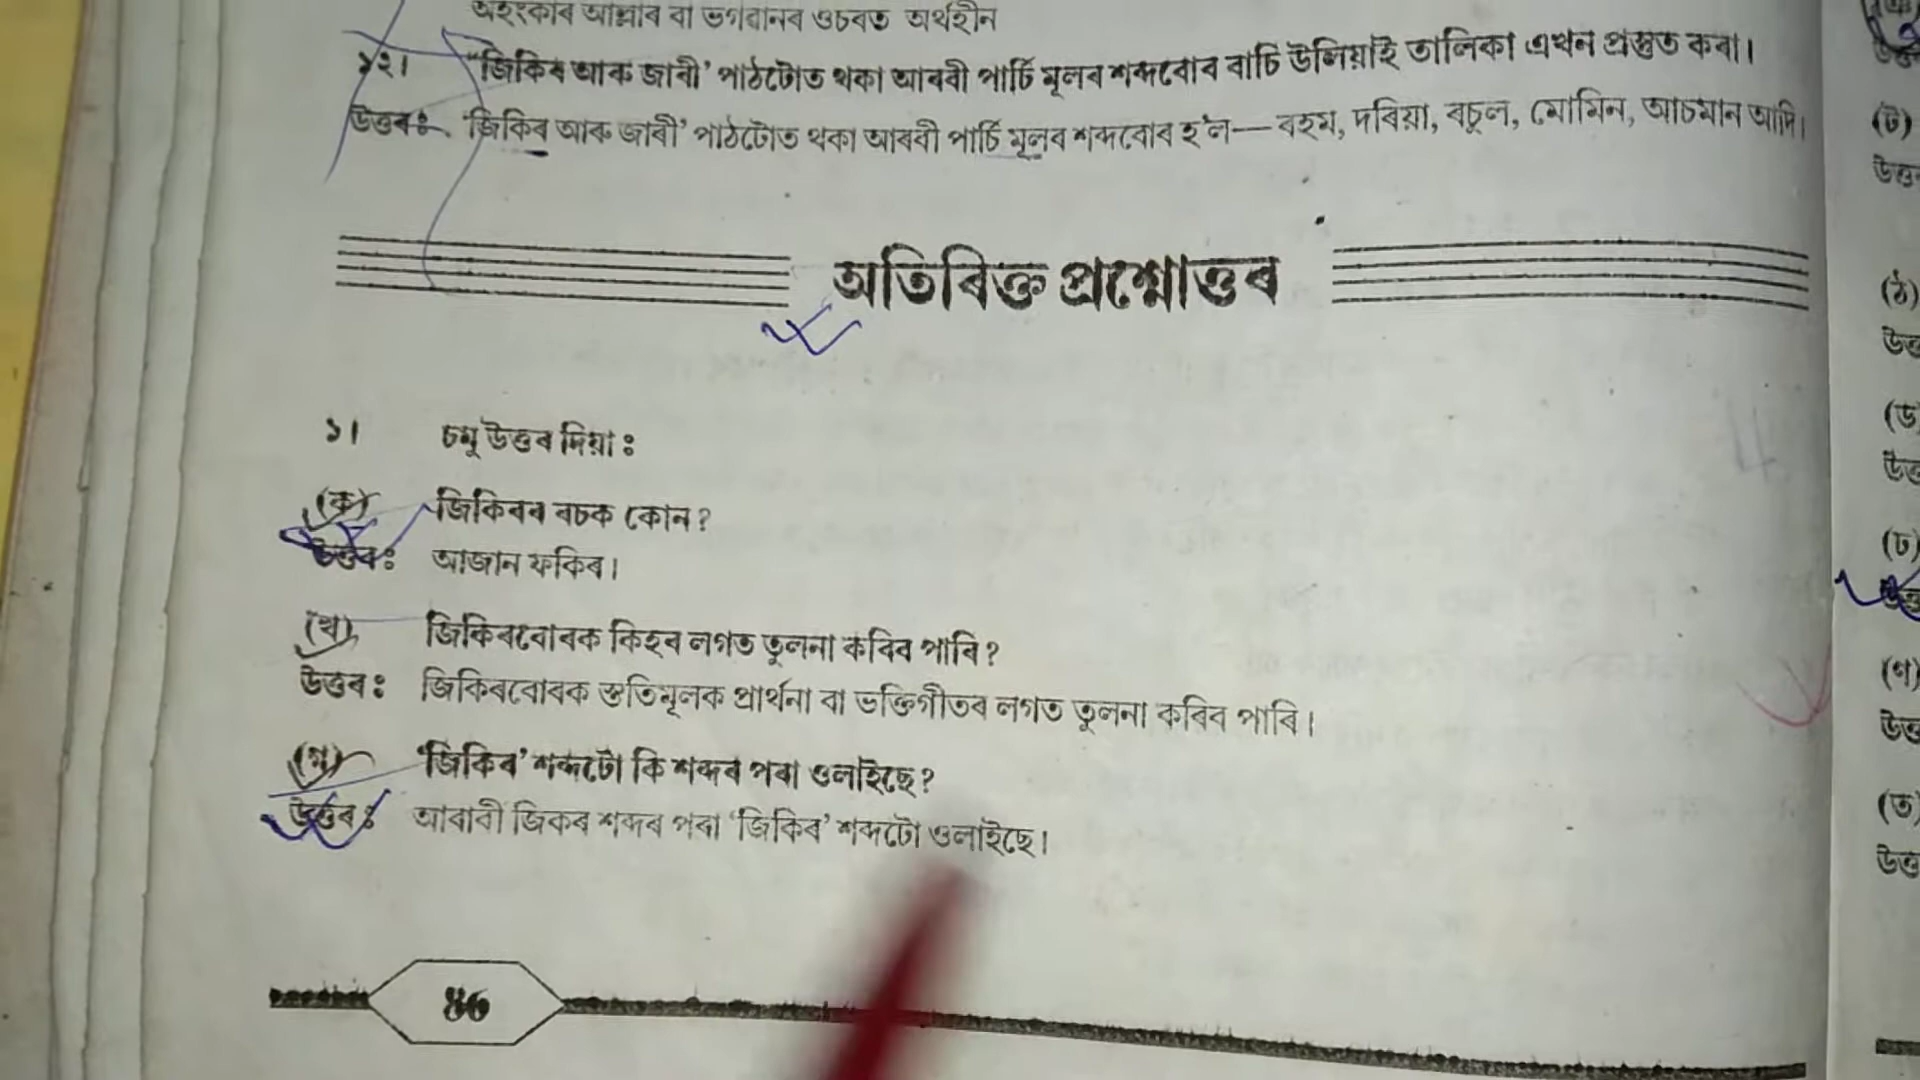 অহংকাৰ আল্লাৰ বা ভগৱানৰ ওচৰত অৰ্থহীন
১২। "জিকিৰ আৰু জাৰী' পাঠটোত থকা আৰবী পাৰ্চি মূলৰ শব্দবোৰ বাচি উলিয়াই তালিকা এখন প্ৰস্তুত কৰা।
উত্তৰঃ 'জিকিৰ আৰু জাৰী' পাঠটোত থকা আৰবী পাৰ্চি মূলৰ শব্দবোৰ হ'ল— ৰহম, দৰিয়া, ৰচুল, মোমিন, আচমান আদি।
অতিৰিক্ত প্ৰশ্নোত্তৰ
১। চমু উত্তৰ দিয়া ঃ
(ক) জিকিৰৰ ৰচক কোন?
উত্তৰঃ আজান ফকিৰ।
(খ) জিকিৰবোৰক কিহৰ লগত তুলনা কৰিব পাৰি?
উত্তৰঃ জিকিৰবোৰক স্তুতিমূলক প্ৰাৰ্থনা বা ভক্তিগীতৰ লগত তুলনা কৰিব পাৰি।
(গ) 'জিকিৰ' শব্দটো কি শব্দৰ পৰা ওলাইছে?
উত্তৰঃ আৰাবী জিকৰ শব্দৰ পৰা 'জিকিৰ' শব্দটো ওলাইছে।
(ট)
(ঠ)
(ড)
(ঢ)
(ণ)
(ত)